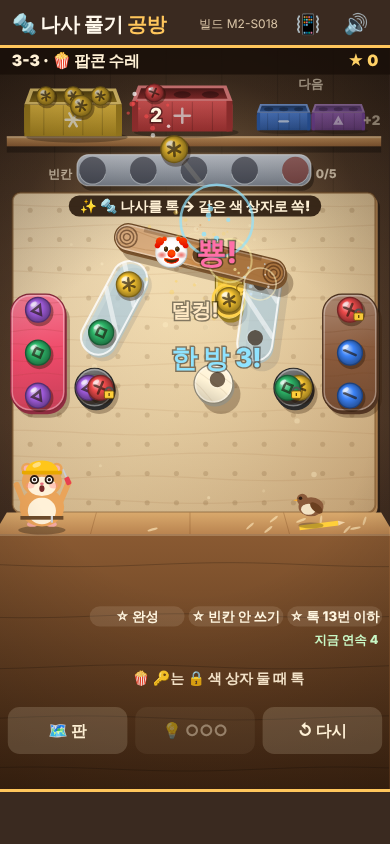 나사 풀기 공방
빌드 M2-S018
3-3 · 팝콘 수레
★ 0
다음
2
+2
빈칸
0/5
나사를 톡 → 같은 색 상자로 쏙!
뿅!
덜컹!
한 방 3!
☆ 완성
☆ 빈칸 안 쓰기
☆ 톡 13번 이하
지금 연속 4
🍿 🔑는 🔒 색 상자 둘 때 톡
판
다시